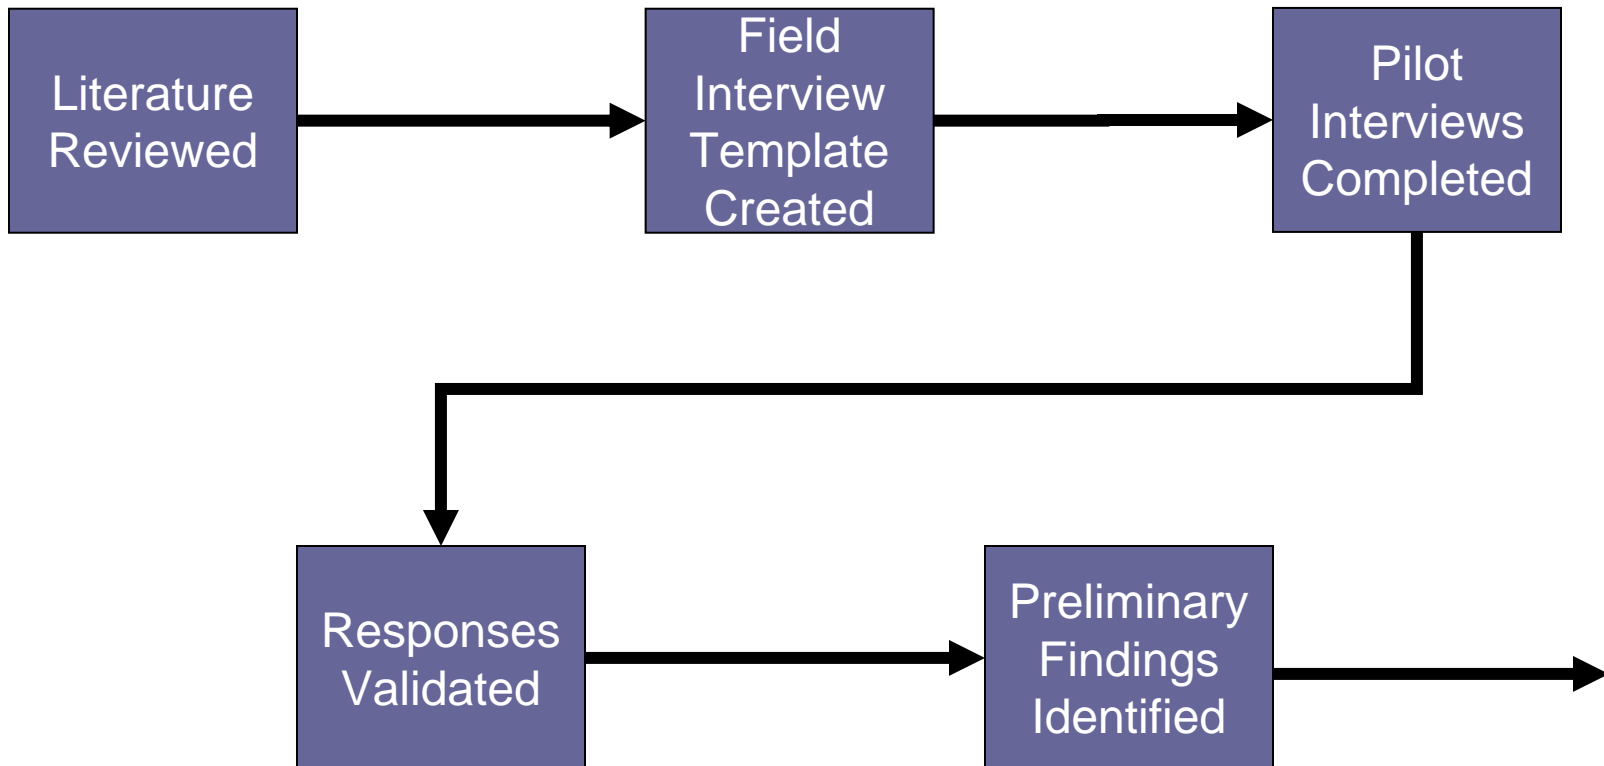 Literature
Reviewed
Field
Interview
Template
Created
Pilot
Interviews
Completed
Responses
Validated
Preliminary
Findings
Identified